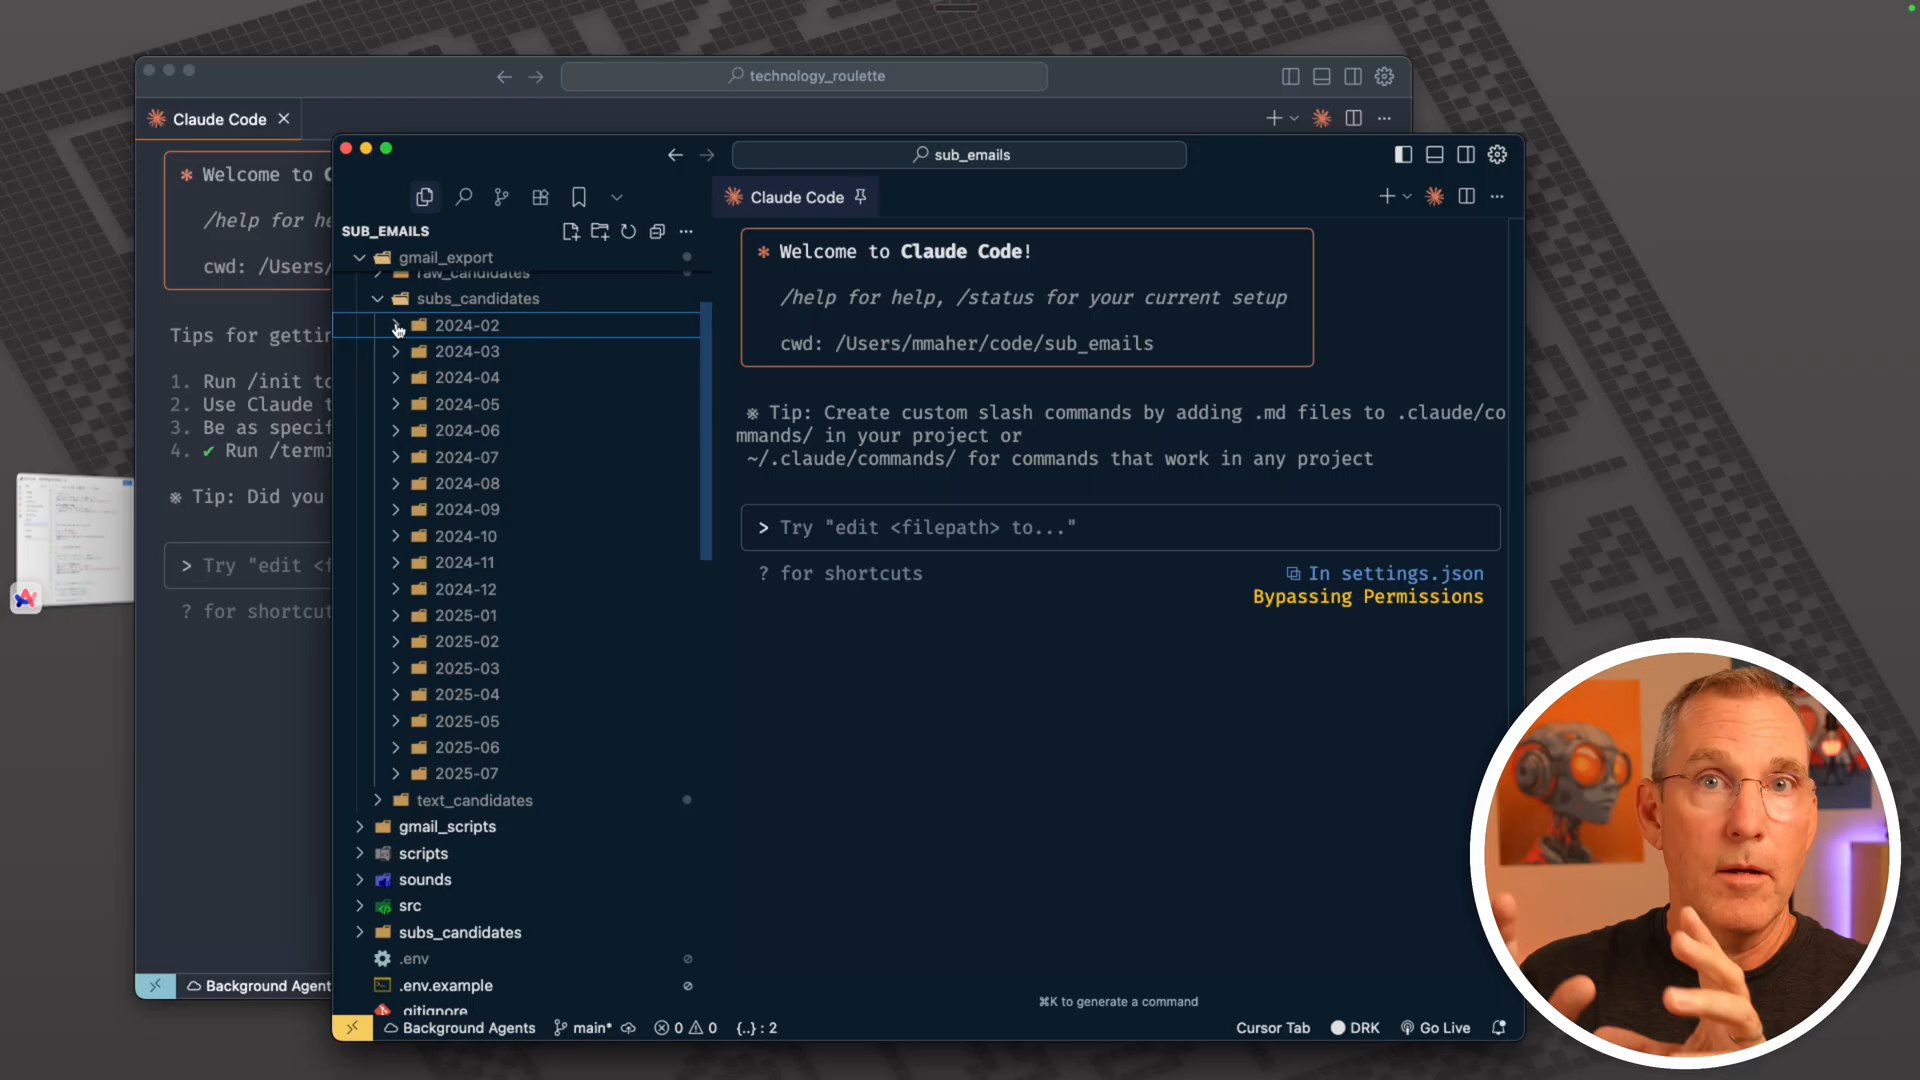 technology_roulette
Claude Code
Welcome to
/help for he
cwd: /Users/
Tips for gettin
1. Run /init to
2. Use Claude t
3. Be as specif
4. ✔ Run /termi
※ Tip: Did you
> Try "edit <f
? for shortcut
Background Agent
sub_emails
SUB_EMAILS
gmail_export
raw_candidates
subs_candidates
2024-02
2024-03
2024-04
2024-05
2024-06
2024-07
2024-08
2024-09
2024-10
2024-11
2024-12
2025-01
2025-02
2025-03
2025-04
2025-05
2025-06
2025-07
text_candidates
gmail_scripts
scripts
sounds
src
subs_candidates
.env
.env.example
.gitignore
Claude Code
* Welcome to Claude Code!
/help for help, /status for your current setup
cwd: /Users/mmaher/code/sub_emails
※ Tip: Create custom slash commands by adding .md files to .claude/co
mmands/ in your project or
~/.claude/commands/ for commands that work in any project
> Try "edit <filepath> to..."
? for shortcuts
In settings.json
Bypassing Permissions
⌘K to generate a command
Background Agents main* 0 0 {..} : 2 Cursor Tab DRK Go Live